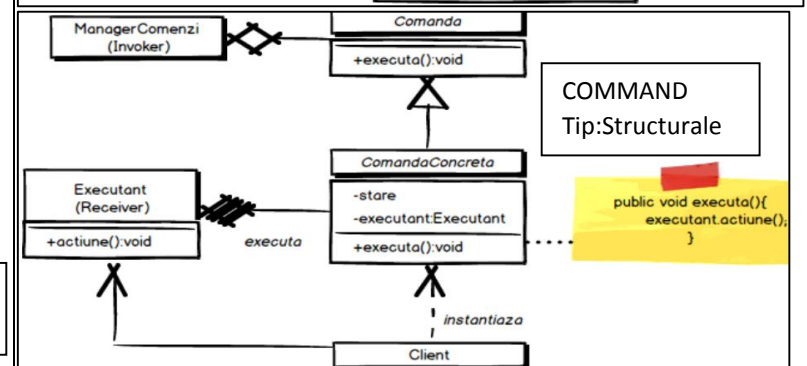 ManagerComenzi
(Invoker)
Comanda
+executa():void
COMMAND
Tip:Structurale
ComandaConcreta
-stare
-executant:Executant
+executa():void
Executant
(Receiver)
+actiune():void
executa
public void executa(){
executant.actiune();
}
instantiaza
Client